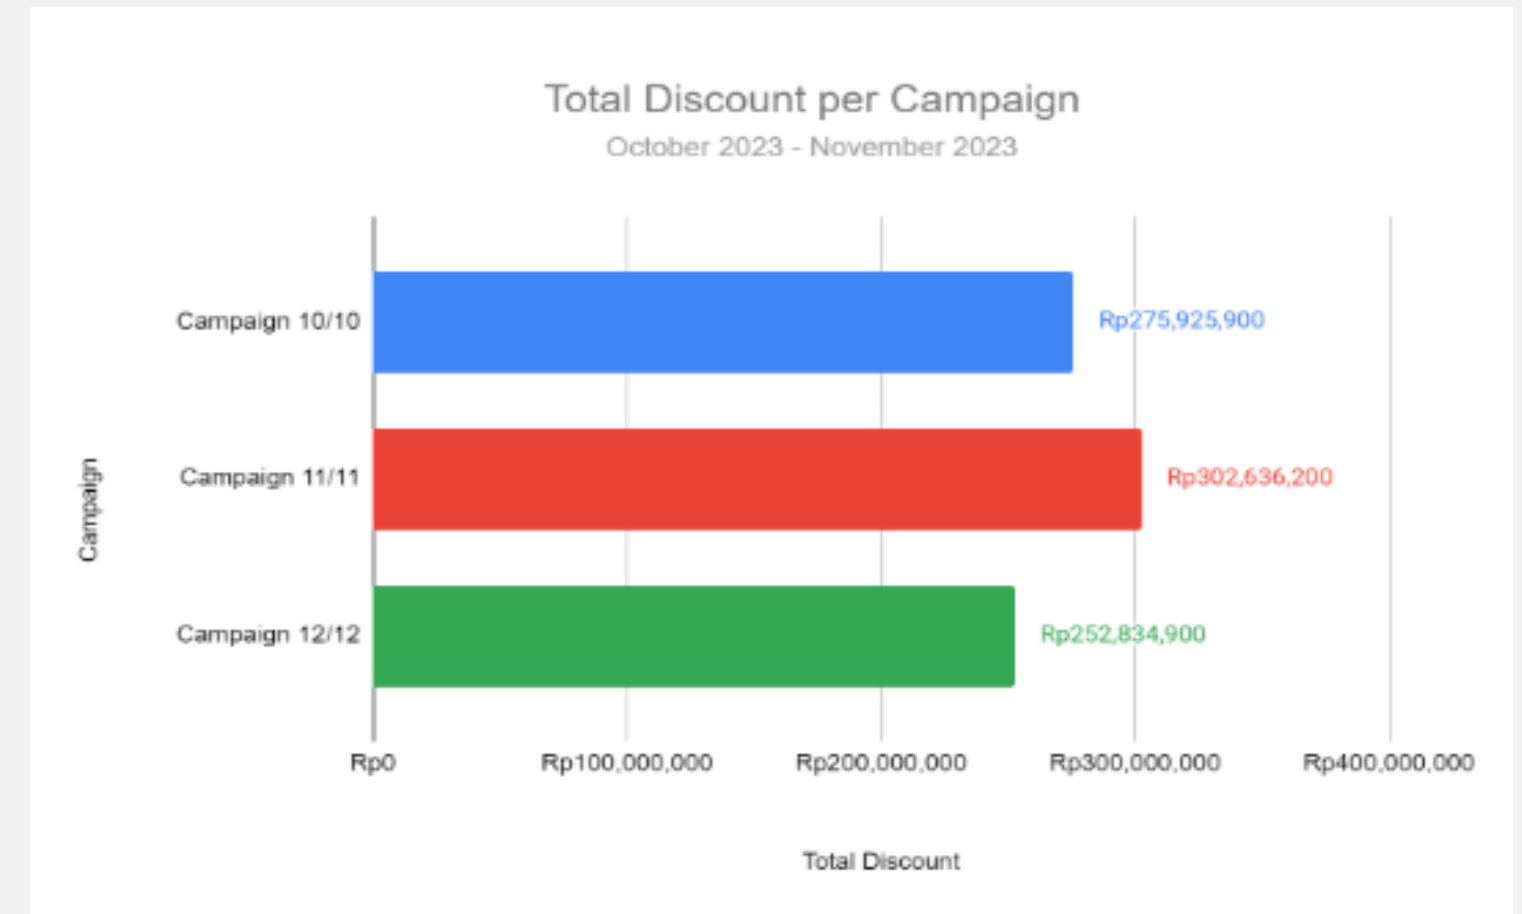 Total Discount per Campaign
October 2023 - November 2023
Campaign
Campaign 10/10
Rp275,925,900
Campaign 11/11
Rp302,636,200
Campaign 12/12
Rp252,834,900
Rp0
Rp100,000,000
Rp200,000,000
Rp300,000,000
Rp400,000,000
Total Discount